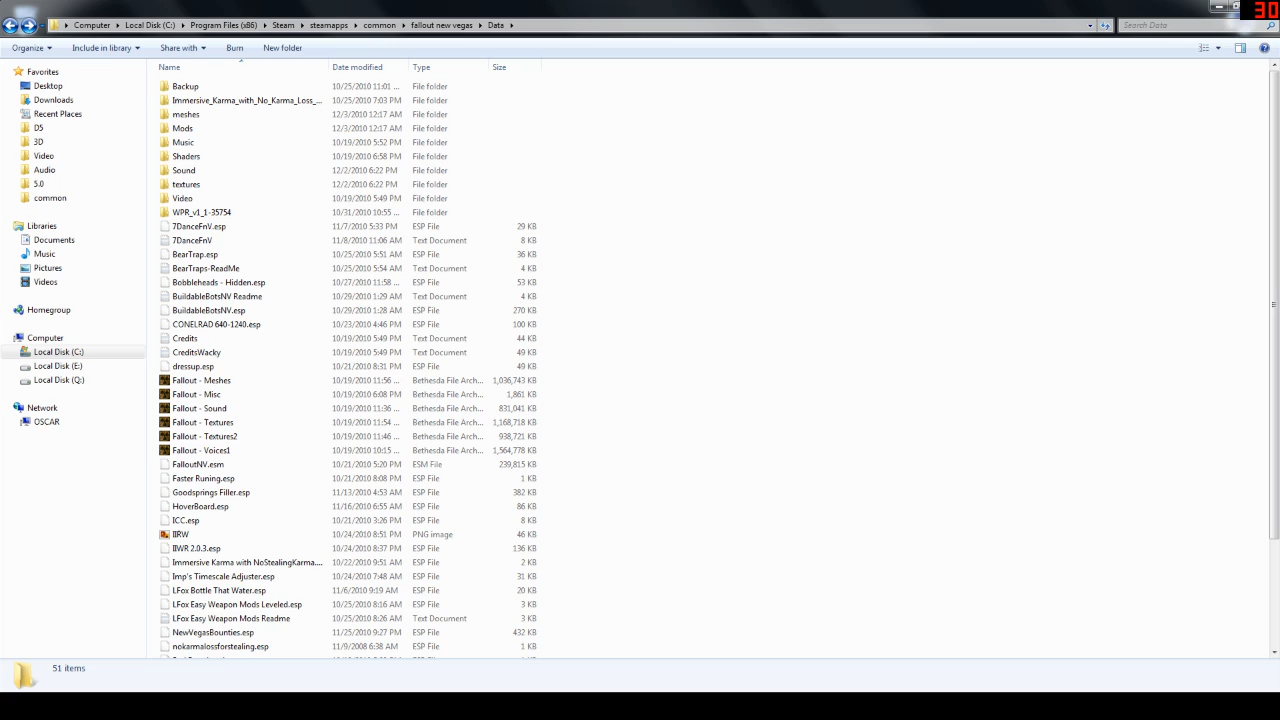 30
Computer Local Disk (C:) Program Files (x86) Steam steamapps common fallout new vegas Data Search Data
Organize Include in library Share with Burn New folder
Name Date modified Type Size
Favorites
Desktop
Downloads
Recent Places
D5
3D
Video
Audio
5.0
common
Libraries
Documents
Music
Pictures
Videos
Homegroup
Computer
Local Disk (C:)
Local Disk (E:)
Local Disk (Q:)
Network
OSCAR
Backup 10/25/2010 11:01 ... File folder
Immersive_Karma_with_No_Karma_Loss_... 10/25/2010 7:03 PM File folder
meshes 12/3/2010 12:17 AM File folder
Mods 12/3/2010 12:17 AM File folder
Music 10/19/2010 5:52 PM File folder
Shaders 10/19/2010 6:58 PM File folder
Sound 12/2/2010 6:22 PM File folder
textures 12/2/2010 6:22 PM File folder
Video 10/19/2010 5:49 PM File folder
WPR_v1_1-35754 10/31/2010 10:55 ... File folder
7DanceFnV.esp 11/7/2010 5:33 PM ESP File 29 KB
7DanceFnV 11/8/2010 11:06 AM Text Document 8 KB
BearTrap.esp 10/25/2010 5:51 AM ESP File 36 KB
BearTraps-ReadMe 10/25/2010 5:54 AM Text Document 4 KB
Bobbleheads - Hidden.esp 10/27/2010 11:58 ... ESP File 53 KB
BuildableBotsNV Readme 10/29/2010 1:29 AM Text Document 4 KB
BuildableBotsNV.esp 10/29/2010 1:28 AM ESP File 270 KB
CONELRAD 640-1240.esp 10/23/2010 4:46 PM ESP File 100 KB
Credits 10/19/2010 5:49 PM Text Document 44 KB
CreditsWacky 10/19/2010 5:49 PM Text Document 49 KB
dressup.esp 10/21/2010 8:31 PM ESP File 49 KB
Fallout - Meshes 10/19/2010 11:56 ... Bethesda File Arch... 1,036,743 KB
Fallout - Misc 10/19/2010 6:08 PM Bethesda File Arch... 1,861 KB
Fallout - Sound 10/19/2010 11:36 ... Bethesda File Arch... 831,041 KB
Fallout - Textures 10/19/2010 11:54 ... Bethesda File Arch... 1,168,718 KB
Fallout - Textures2 10/19/2010 11:46 ... Bethesda File Arch... 938,721 KB
Fallout - Voices1 10/19/2010 10:15 ... Bethesda File Arch... 1,564,778 KB
FalloutNV.esm 10/21/2010 5:20 PM ESM File 239,815 KB
Faster Runing.esp 10/21/2010 8:08 PM ESP File 1 KB
Goodsprings Filler.esp 11/13/2010 4:53 AM ESP File 382 KB
HoverBoard.esp 11/16/2010 6:55 AM ESP File 86 KB
ICC.esp 10/21/2010 3:26 PM ESP File 8 KB
IIRW 10/24/2010 8:51 PM PNG image 46 KB
IIWR 2.0.3.esp 10/24/2010 8:37 PM ESP File 136 KB
Immersive Karma with NoStealingKarma.... 10/22/2010 9:51 AM ESP File 2 KB
Imp's Timescale Adjuster.esp 10/24/2010 7:48 AM ESP File 31 KB
LFox Bottle That Water.esp 11/6/2010 9:19 AM ESP File 20 KB
LFox Easy Weapon Mods Leveled.esp 10/25/2010 8:16 AM ESP File 3 KB
LFox Easy Weapon Mods Readme 10/25/2010 8:26 AM Text Document 3 KB
NewVegasBounties.esp 11/25/2010 9:27 PM ESP File 432 KB
nokarmalossforstealing.esp 11/9/2008 6:38 AM ESP File 1 KB
51 items